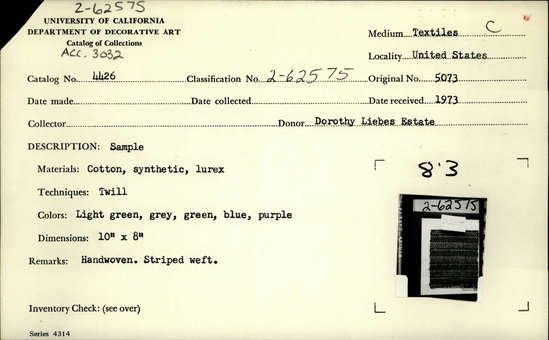 2-62575
UNIVERSITY OF CALIFORNIA
DEPARTMENT OF DECORATIVE ART
Catalog of Collections
ACC. 3032
Medium Textiles C
Locality United States
Catalog No. 4426 Classification No. 2-62575 Original No. 5073
Date made Date collected Date received 1973
Collector Donor Dorothy Liebes Estate
DESCRIPTION: Sample
Materials: Cotton, synthetic, lurex
Techniques: Twill
Colors: Light green, grey, green, blue, purple
Dimensions: 10" x 8"
Remarks: Handwoven. Striped weft.
8.3
2-62575
Inventory Check: (see over)
Series 4314